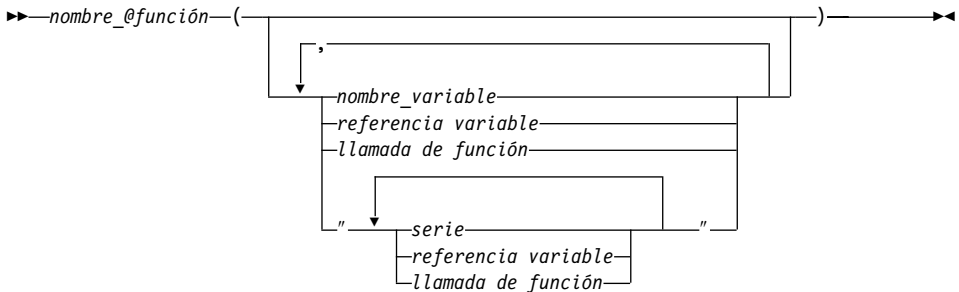 nombre_@función ( )
,
nombre_variable
referencia variable
llamada de función
" serie "
referencia variable
llamada de función